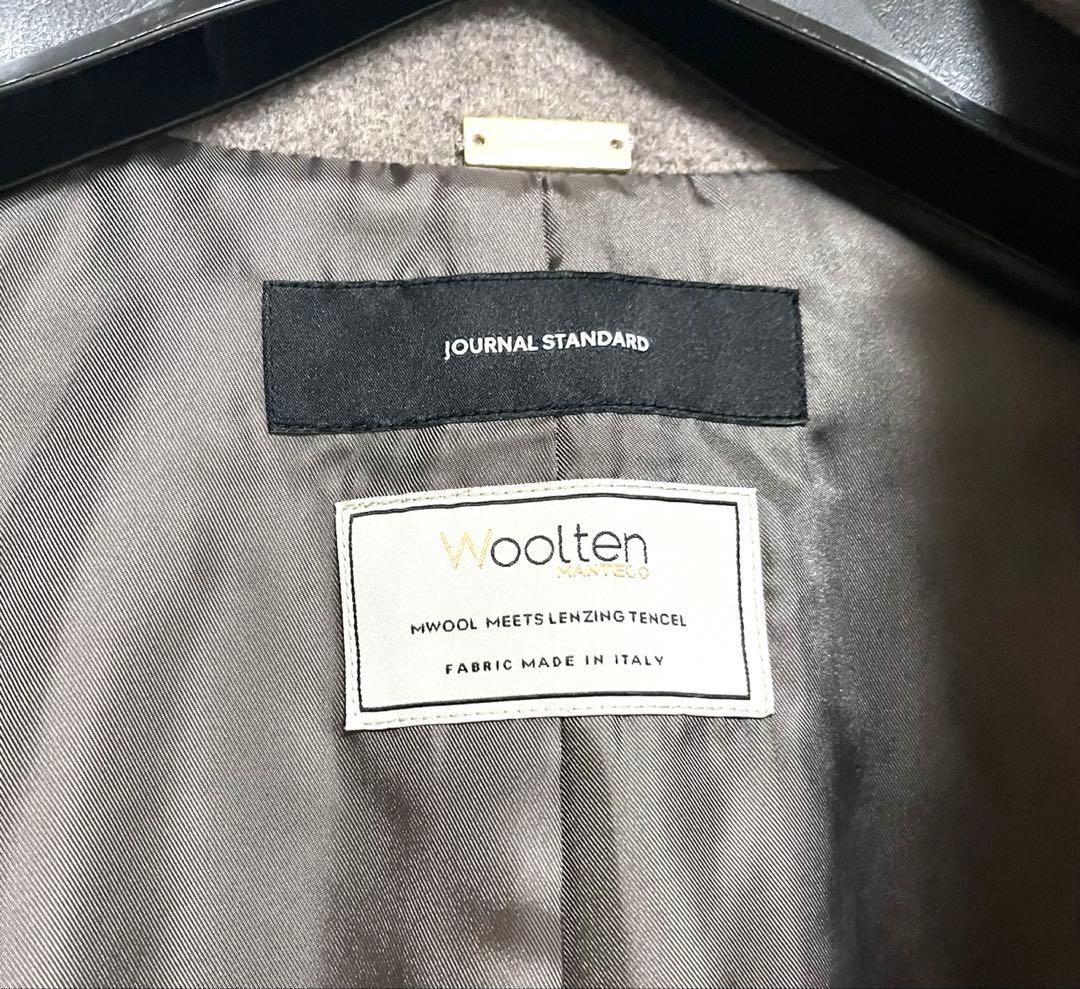 JOURNAL STANDARD
Woolten
MANTECO
MWOOL MEETS LENZING TENCEL
FABRIC MADE IN ITALY